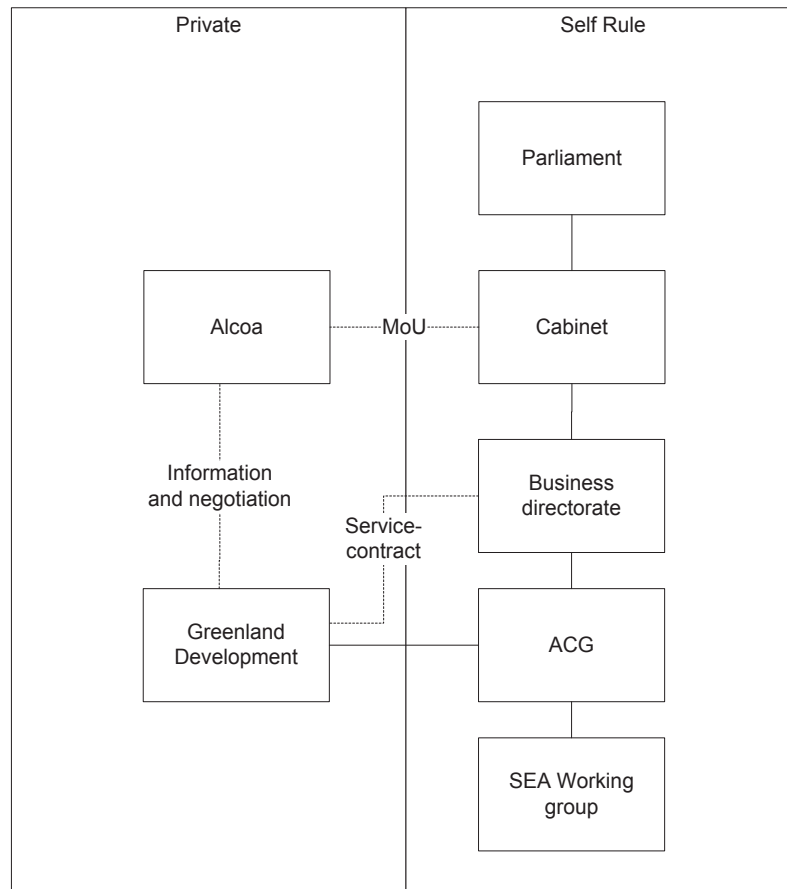 Private
Self Rule
Parliament
Alcoa
MoU
Cabinet
Information
and negotiation
Business
directorate
Service-
contract
Greenland
Development
ACG
SEA Working
group